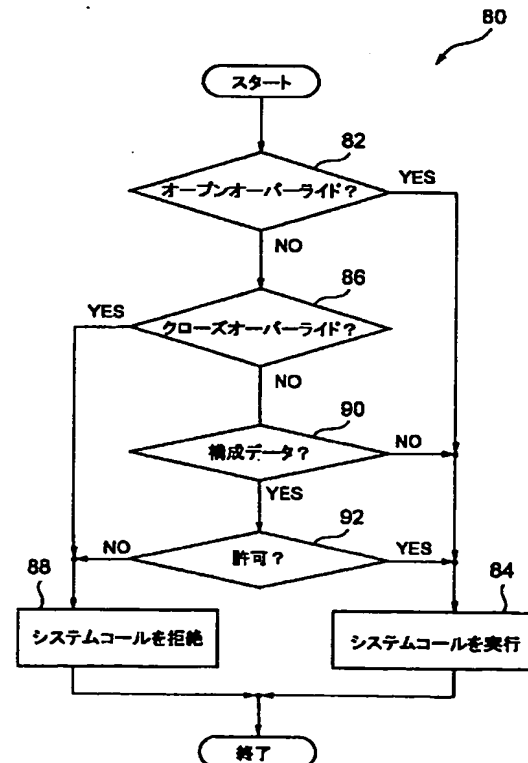 80
スタート
82
オープンオーバーライド?
YES
NO
86
YES
クローズオーバーライド?
NO
90
構成データ?
NO
YES
92
NO
許可?
YES
88
84
システムコールを拒絶
システムコールを実行
終了